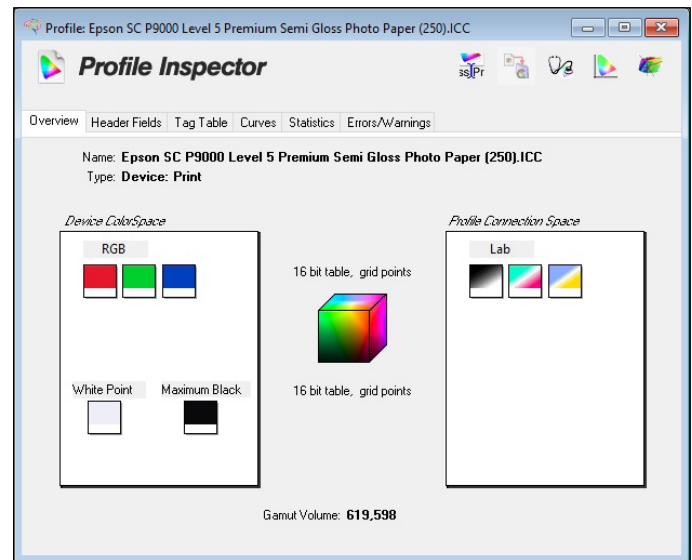 Profile: Epson SC P9000 Level 5 Premium Semi Gloss Photo Paper (250).ICC
Profile Inspector
ss Pr
Overview Header Fields Tag Table Curves Statistics Errors/Warnings
Name: Epson SC P9000 Level 5 Premium Semi Gloss Photo Paper (250).ICC
Type: Device: Print
Device ColorSpace
Profile Connection Space
RGB
Lab
16 bit table, grid points
White Point Maximum Black
16 bit table, grid points
Gamut Volume: 619,598